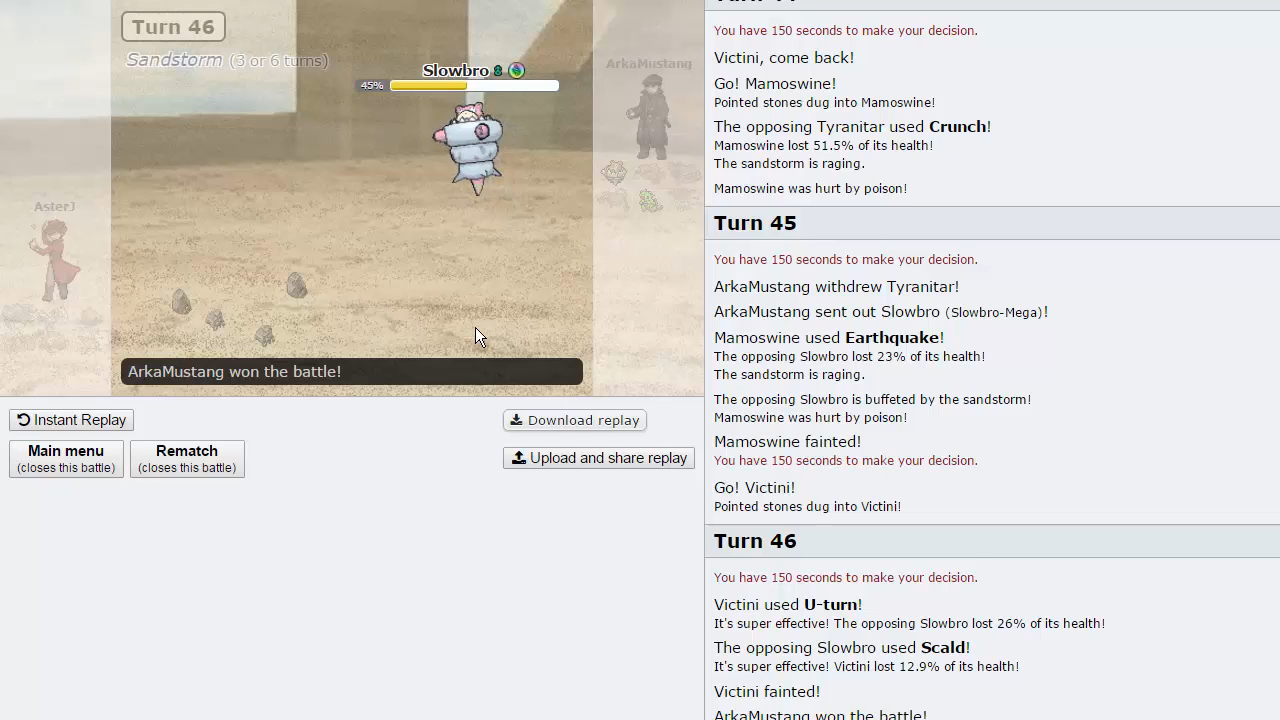 Turn 46
Sandstorm (3 or 6 turns)
Slowbro
45%
ArkaMustang
AsterJ
ArkaMustang won the battle!
Instant Replay
Download replay
Main menu
(closes this battle)
Rematch
(closes this battle)
Upload and share replay
You have 150 seconds to make your decision.
Victini, come back!
Go! Mamoswine!
Pointed stones dug into Mamoswine!
The opposing Tyranitar used Crunch!
Mamoswine lost 51.5% of its health!
The sandstorm is raging.
Mamoswine was hurt by poison!
Turn 45
You have 150 seconds to make your decision.
ArkaMustang withdrew Tyranitar!
ArkaMustang sent out Slowbro (Slowbro-Mega)!
Mamoswine used Earthquake!
The opposing Slowbro lost 23% of its health!
The sandstorm is raging.
The opposing Slowbro is buffeted by the sandstorm!
Mamoswine was hurt by poison!
Mamoswine fainted!
You have 150 seconds to make your decision.
Go! Victini!
Pointed stones dug into Victini!
Turn 46
You have 150 seconds to make your decision.
Victini used U-turn!
It's super effective! The opposing Slowbro lost 26% of its health!
The opposing Slowbro used Scald!
It's super effective! Victini lost 12.9% of its health!
Victini fainted!
ArkaMustang won the battle!